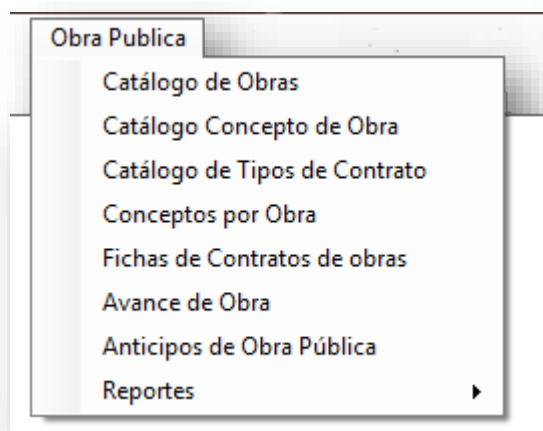 Obra Publica
Catálogo de Obras
Catálogo Concepto de Obra
Catálogo de Tipos de Contrato
Conceptos por Obra
Fichas de Contratos de obras
Avance de Obra
Anticipos de Obra Pública
Reportes